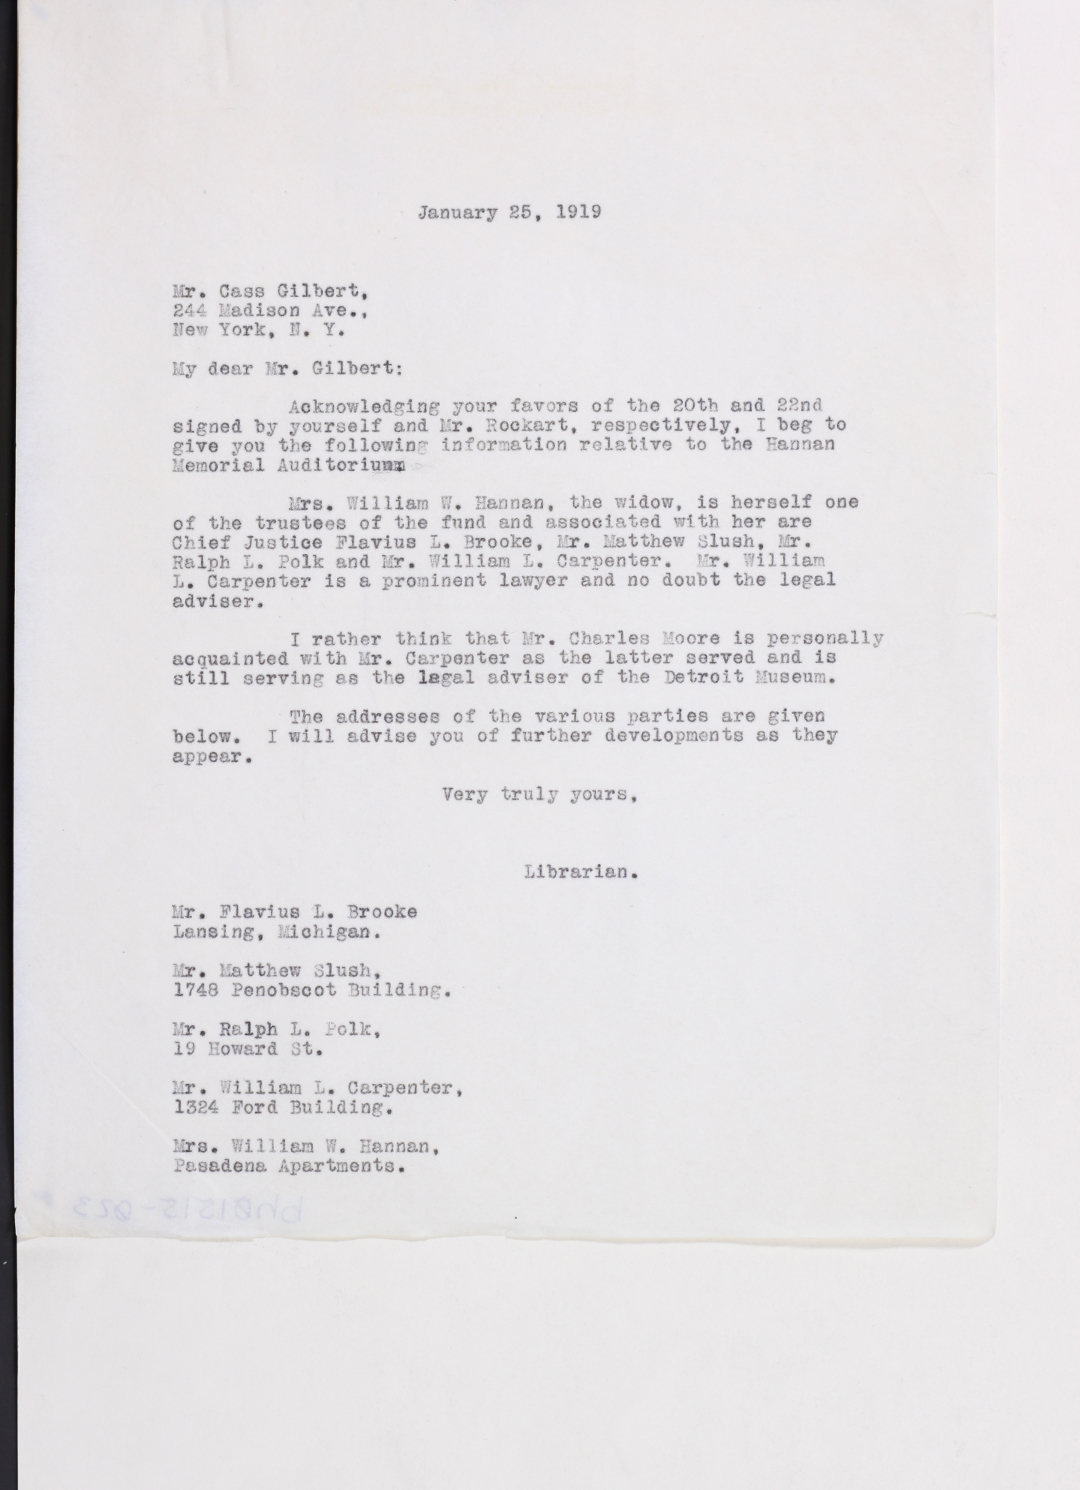 January 25, 1919
Mr. Cass Gilbert,
244 Madison Ave.,
New York, N. Y.
My dear Mr. Gilbert:
Acknowledging your favors of the 20th and 22nd
signed by yourself and Mr. Rockart, respectively, I beg to
give you the following information relative to the Hannan
Memorial Auditorium
Mrs. William W. Hannan, the widow, is herself one
of the trustees of the fund and associated with her are
Chief Justice Flavius L. Brooke, Mr. Matthew Slush, Mr.
Ralph L. Polk and Mr. William L. Carpenter. Mr. William
L. Carpenter is a prominent lawyer and no doubt the legal
adviser.
I rather think that Mr. Charles Moore is personally
acquainted with Mr. Carpenter as the latter served and is
still serving as the legal adviser of the Detroit Museum.
The addresses of the various parties are given
below. I will advise you of further developments as they
appear.
Very truly yours,
Librarian.
Mr. Flavius L. Brooke
Lansing, Michigan.
Mr. Matthew Slush,
1748 Penobscot Building.
Mr. Ralph L. Polk,
19 Howard St.
Mr. William L. Carpenter,
1324 Ford Building.
Mrs. William W. Hannan,
Pasadena Apartments.